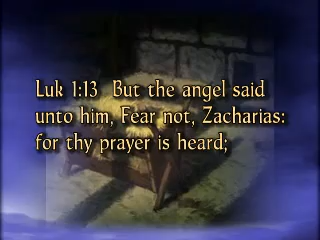 Luk 1:13  But the angel said
unto him, Fear not, Zacharias:
for thy prayer is heard;